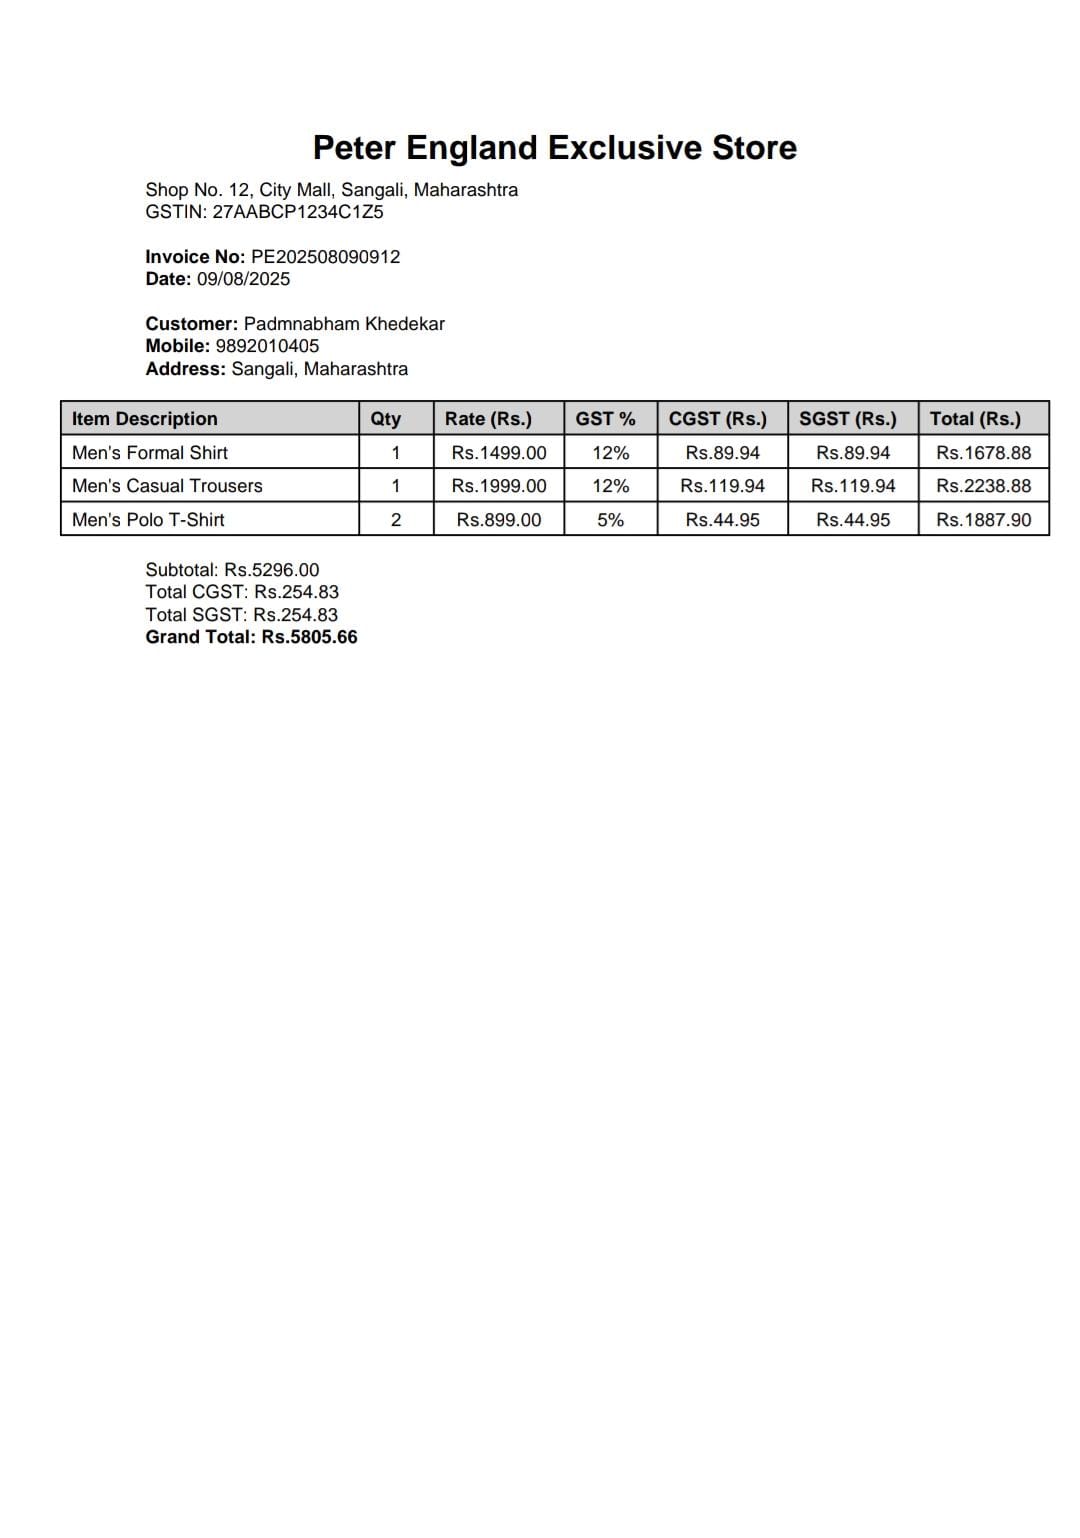 Peter England Exclusive Store
Shop No. 12, City Mall, Sangali, Maharashtra
GSTIN: 27AABCP1234C1Z5
Invoice No: PE202508090912
Date: 09/08/2025
Customer: Padmnabham Khedekar
Mobile: 9892010405
Address: Sangali, Maharashtra
Item Description Qty Rate (Rs.) GST % CGST (Rs.) SGST (Rs.) Total (Rs.)
Men's Formal Shirt 1 Rs.1499.00 12% Rs.89.94 Rs.89.94 Rs.1678.88
Men's Casual Trousers 1 Rs.1999.00 12% Rs.119.94 Rs.119.94 Rs.2238.88
Men's Polo T-Shirt 2 Rs.899.00 5% Rs.44.95 Rs.44.95 Rs.1887.90
Subtotal: Rs.5296.00
Total CGST: Rs.254.83
Total SGST: Rs.254.83
Grand Total: Rs.5805.66